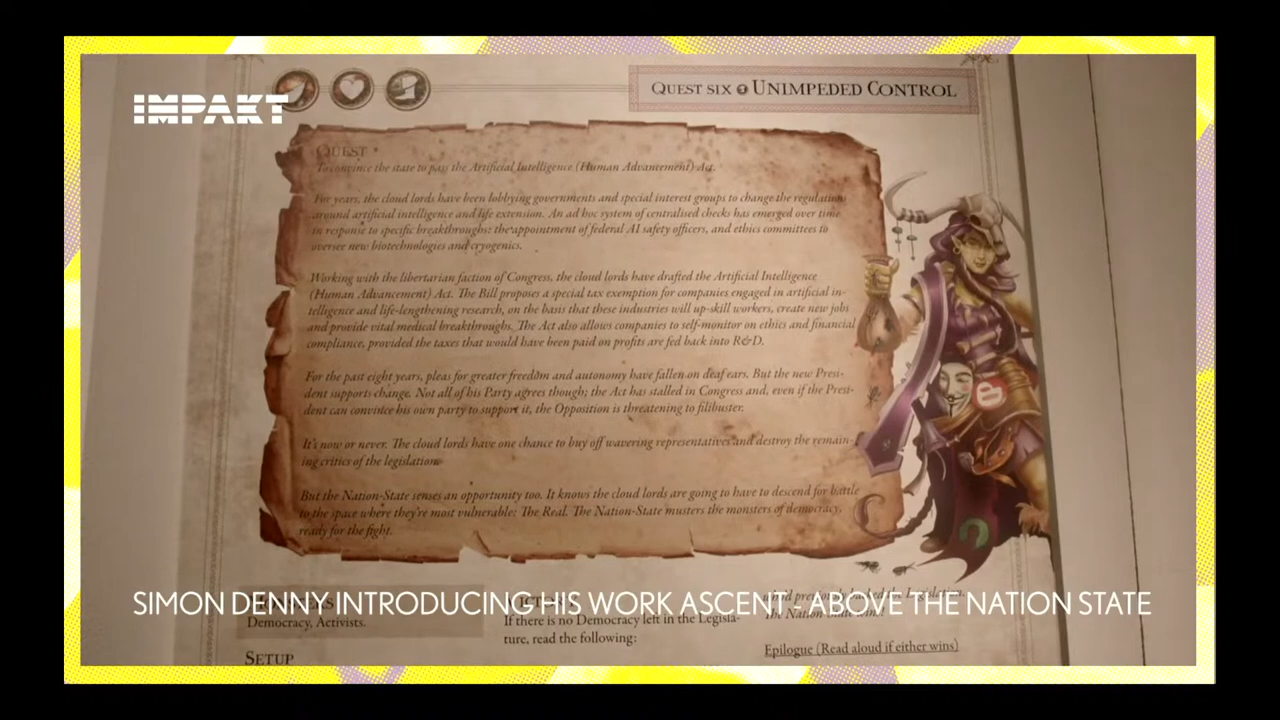 IMPAKT
QUEST SIX UNIMPEDED CONTROL
QUEST
To convince the state to pass the Artificial Intelligence (Human Advancement) Act.
For years, the cloud lords have been lobbying governments and special interest groups to change the regulations
around artificial intelligence and life extension. An ad hoc system of centralised checks has emerged over time
in response to specific breakthroughs: the appointment of federal AI safety officers, and ethics committees to
oversee new biotechnologies and cryogenics.
Working with the libertarian faction of Congress, the cloud lords have drafted the Artificial Intelligence
(Human Advancement) Act. The Bill proposes a special tax exemption for companies engaged in artificial in-
telligence and life-lengthening research, on the basis that these industries will up-skill workers, create new jobs
and provide vital medical breakthroughs. The Act also allows companies to self-monitor on ethics and financial
compliance, provided the taxes that would have been paid on profits are fed back into R&D.
For the past eight years, pleas for greater freedom and autonomy have fallen on deaf ears. But the new Presi-
dent supports change. Not all of his Party agrees though; the Act has stalled in Congress and, even if the Presi-
dent can convince his own party to support it, the Opposition is threatening to filibuster.
It's now or never. The cloud lords have one chance to buy off wavering representatives and destroy the remain-
ing critics of the legislation.
But the Nation-State senses an opportunity too. It knows the cloud lords are going to have to descend for battle
to the space where they're most vulnerable: The Real. The Nation-State musters the monsters of democracy,
ready for the fight.
SIMON DENNY INTRODUCING HIS WORK ASCENT - ABOVE THE NATION STATE
Democracy, Activists.
SETUP
If there is no Democracy left in the Legisla-
ture, read the following:
The Nation-State wins.
Epilogue (Read aloud if either wins)